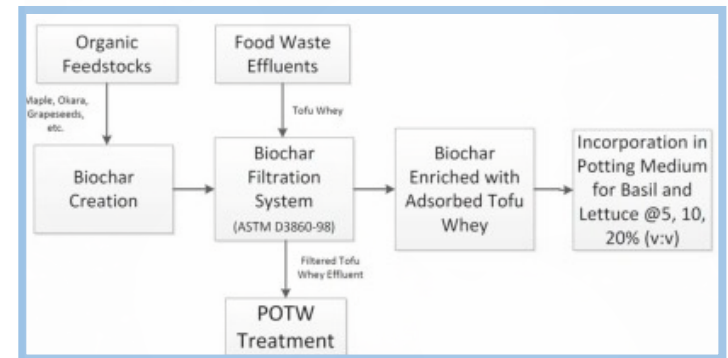 Organic
Feedstocks
Food Waste
Effluents
Maple, Okara,
Grapeseeds,
etc.
Tofu Whey
Biochar
Creation
Biochar
Filtration
System
(ASTM D3860-98)
Biochar
Enriched with
Adsorbed Tofu
Whey
Incorporation in
Potting Medium
for Basil and
Lettuce @5, 10,
20% (v:v)
Filtered Tofu
Whey Effluent
POTW
Treatment